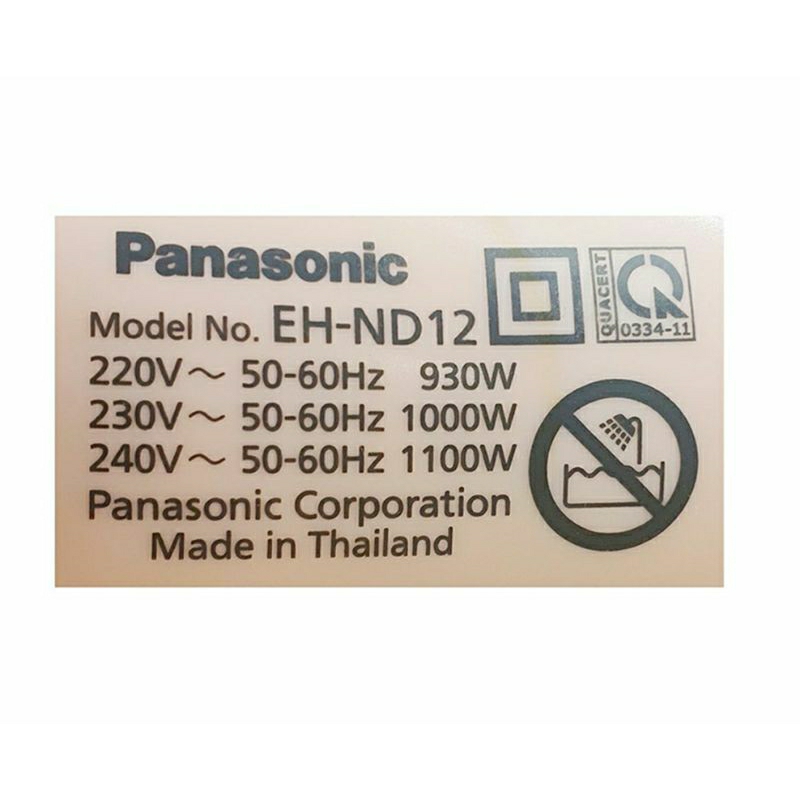 Panasonic
Model No. EH-ND12
QUACERT
0334-11
220V～ 50-60Hz 930W
230V～ 50-60Hz 1000W
240V～ 50-60Hz 1100W
Panasonic Corporation
Made in Thailand